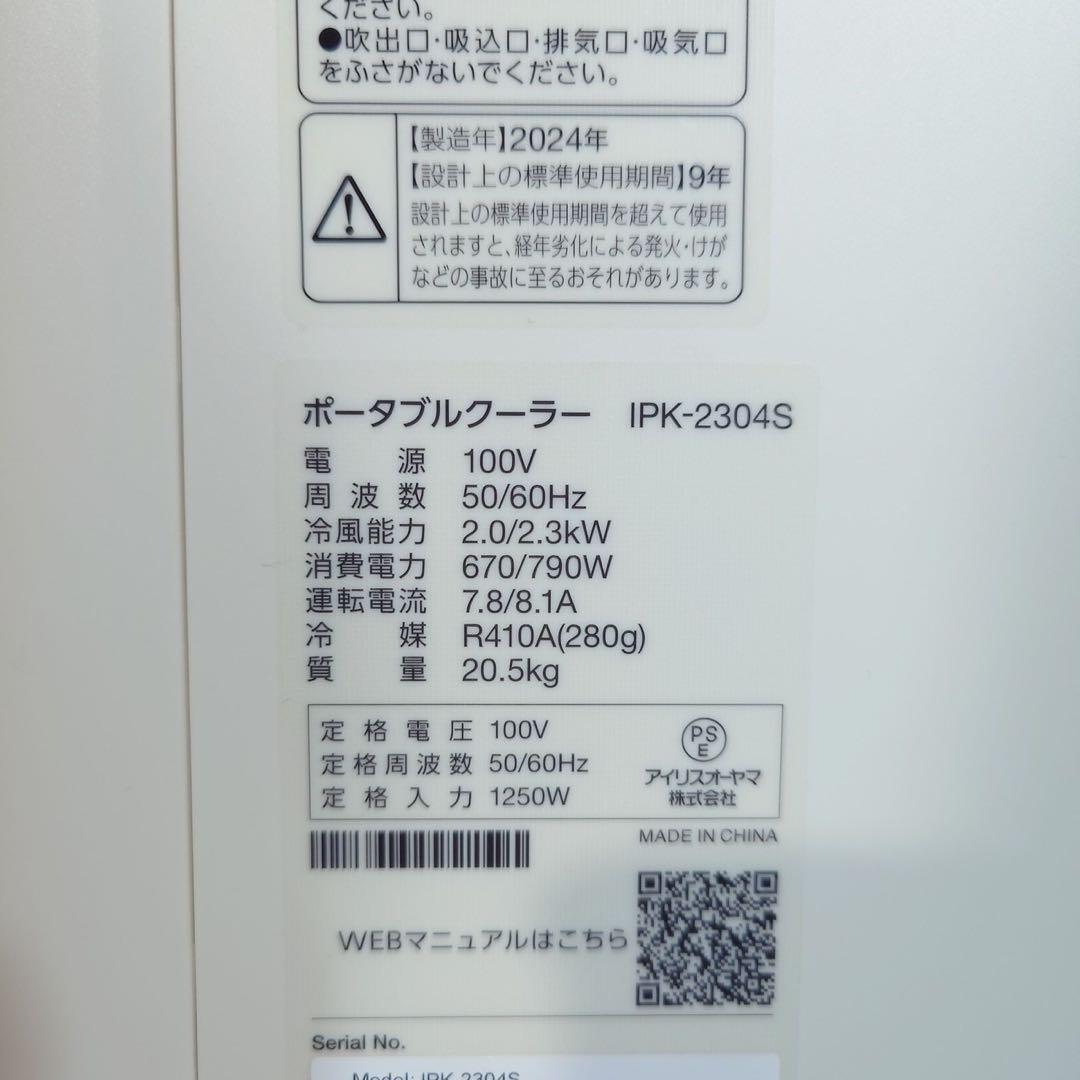 ください。
●吹出口・吸込口・排気口・吸気口
をふさがないでください。
【製造年】2024年
【設計上の標準使用期間】9年
設計上の標準使用期間を超えて使用
されますと、経年劣化による発火・けが
などの事故に至るおそれがあります。
ポータブルクーラー IPK-2304S
電源 100V
周波数 50/60Hz
冷風能力 2.0/2.3kW
消費電力 670/790W
運転電流 7.8/8.1A
冷媒 R410A(280g)
質量 20.5kg
定格電圧 100V
定格周波数 50/60Hz
定格入力 1250W
PS
E
アイリスオーヤマ
株式会社
MADE IN CHINA
WEBマニュアルはこちら
Serial No.
Model: IPK-2304S